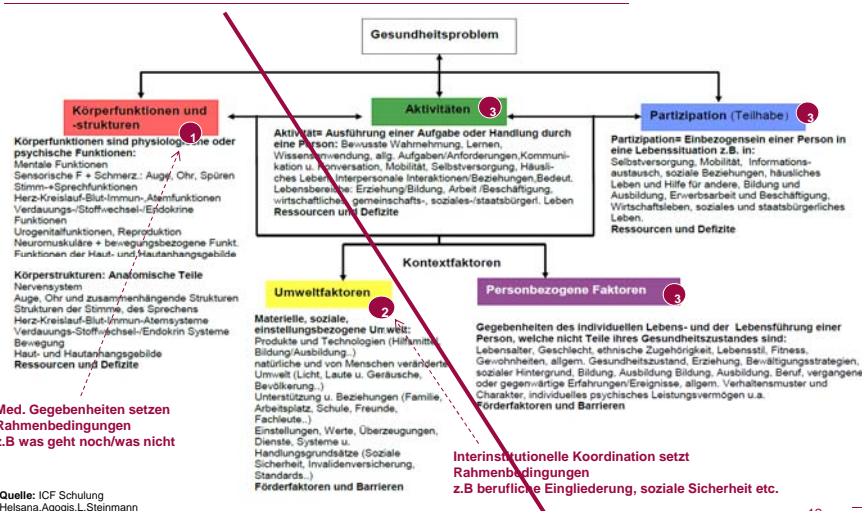 Gesundheitsproblem
Körperfunktionen und
-strukturen
1
Körperfunktionen sind physiologische oder
psychische Funktionen:
Mentale Funktionen
Sensorische F + Schmerz.: Auge, Ohr, Spüren
Stimm-+Sprechfunktionen
Herz-Kreislauf-Blut-Immun-,Atemfunktionen
Verdauungs-/Stoffwechsel-/Endokrine
Funktionen
Urogenitalfunktionen, Reproduktion
Neuromuskuläre + bewegungsbezogene Funkt.
Funktionen der Haut- und Hautanhangsgebilde
Körperstrukturen: Anatomische Teile
Nervensystem
Auge, Ohr und zusammenhängende Strukturen
Strukturen der Stimme, des Sprechens
Herz-Kreislauf-Blut-Immun-Atemsysteme
Verdauungs-Stoffwechsel-/Endokrin Systeme
Bewegung
Haut- und Hautanhangsgebilde
Ressourcen und Defizite
Aktivitäten
3
Aktivität= Ausführung einer Aufgabe oder Handlung durch
eine Person: Bewusste Wahrnehmung, Lernen,
Wissensanwendung, allg. Aufgaben/Anforderungen,Kommuni-
kation u. Konversation, Mobilität, Selbstversorgung, Häusli-
ches Leben, Interpersonale Interaktionen/Beziehungen,Bedeut.
Lebensbereiche: Erziehung/Bildung, Arbeit /Beschäftigung,
wirtschaftliches, gemeinschafts-, soziales-/staatsbürgerl. Leben
Ressourcen und Defizite
Partizipation (Teilhabe)
3
Partizipation= Einbezogensein einer Person in
eine Lebenssituation z.B. in:
Selbstversorgung, Mobilität, Informations-
austausch, soziale Beziehungen, häusliches
Leben und Hilfe für andere, Bildung und
Ausbildung, Erwerbsarbeit und Beschäftigung,
Wirtschaftsleben, soziales und staatsbürgerliches
Leben.
Ressourcen und Defizite
Kontextfaktoren
Umweltfaktoren
2
Materielle, soziale,
einstellungsbezogene Umwelt:
Produkte und Technologien (Hilfsmittel,
Bildung/Ausbildung..)
natürliche und von Menschen veränderte
Umwelt (Licht, Laute u. Geräusche,
Bevölkerung..)
Unterstützung u. Beziehungen (Familie,
Arbeitsplatz, Schule, Freunde,
Fachleute..)
Einstellungen, Werte, Überzeugungen,
Dienste, Systeme u.
Handlungsgrundsätze (Soziale
Sicherheit, Invalidenversicherung,
Standards..)
Förderfaktoren und Barrieren
Personbezogene Faktoren
3
Gegebenheiten des individuellen Lebens- und der Lebensführung einer
Person, welche nicht Teile ihres Gesundheitszustandes sind:
Lebensalter, Geschlecht, ethnische Zugehörigkeit, Lebensstil, Fitness,
Gewohnheiten, allgem. Gesundheitszustand, Erziehung, Bewältigungsstrategien,
sozialer Hintergrund, Bildung, Ausbildung Bildung, Ausbildung, Beruf, vergangene
oder gegenwärtige Erfahrungen/Ereignisse, allgem. Verhaltensmuster und
Charakter, individuelles psychisches Leistungsvermögen u.a.
Förderfaktoren und Barrieren
Med. Gegebenheiten setzen
Rahmenbedingungen
z.B was geht noch/was nicht
Interinstitutionelle Koordination setzt
Rahmenbedingungen
z.B berufliche Eingliederung, soziale Sicherheit etc.
Quelle: ICF Schulung
Helsana,Agogis,L.Steinmann